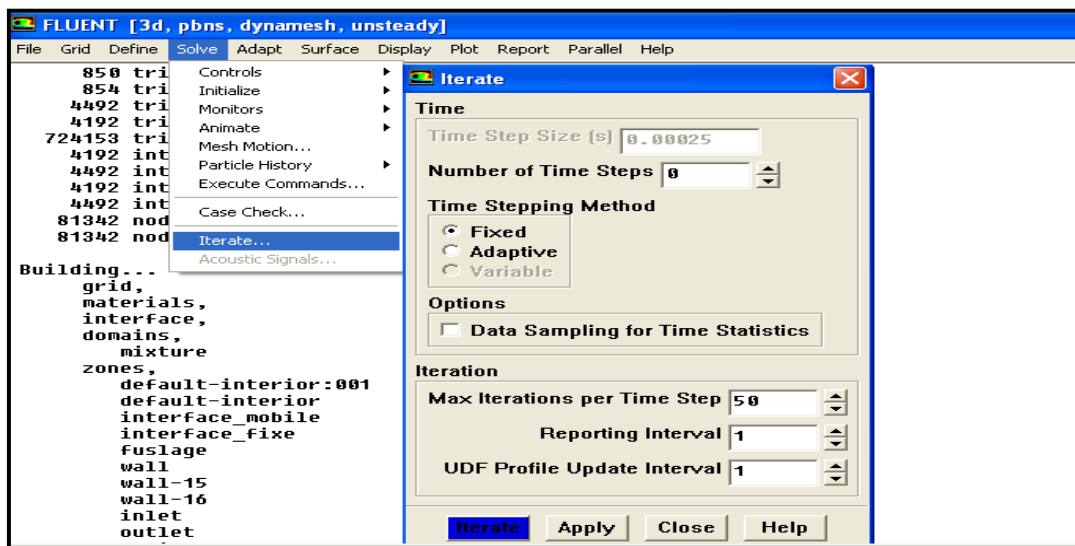 FLUENT [3d, pbns, dynamesh, unsteady]
File Grid Define Solve Adapt Surface Display Plot Report Parallel Help
850 tri
854 tri
4492 tri
4192 tri
724153 tri
4192 int
4492 int
4192 int
4492 int
81342 nod
81342 nod
Building...
grid,
materials,
interface,
domains,
mixture
zones,
default-interior:001
default-interior
interface_mobile
interface_fixe
fuslage
wall
wall-15
wall-16
inlet
outlet
Controls
Initialize
Monitors
Animate
Mesh Motion...
Particle History
Execute Commands...
Case Check...
Iterate...
Acoustic Signals...
Iterate
Time
Time Step Size (s) 0.00025
Number of Time Steps 0
Time Stepping Method
Fixed
Adaptive
Variable
Options
Data Sampling for Time Statistics
Iteration
Max Iterations per Time Step 50
Reporting Interval 1
UDF Profile Update Interval 1
Iterate Apply Close Help